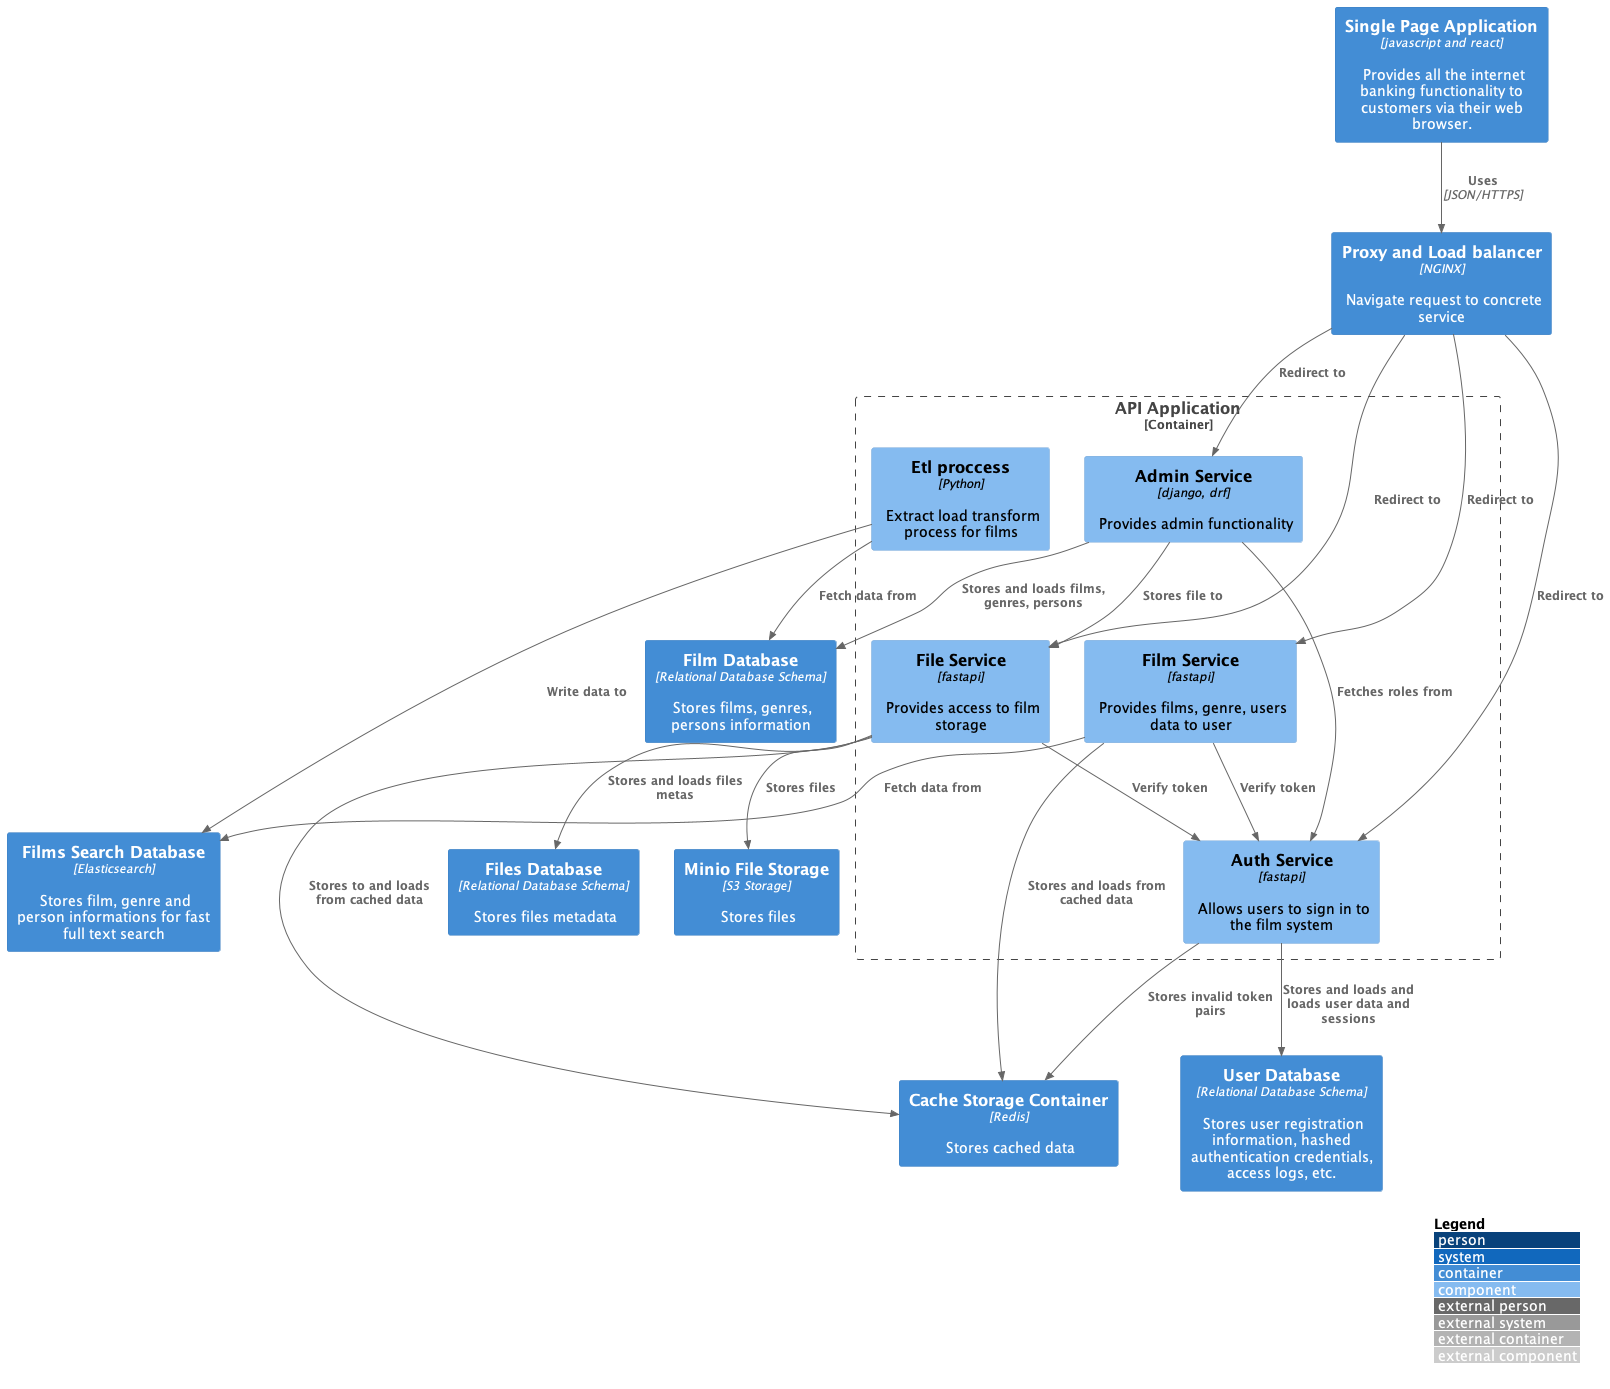 Single Page Application
[javascript and react]
Provides all the internet
banking functionality to
customers via their web
browser.
Uses
[JSON/HTTPS]
Proxy and Load balancer
[NGINX]
Navigate request to concrete
service
Redirect to
API Application
[Container]
Etl proccess
[Python]
Extract load transform
process for films
Admin Service
[django, drf]
Provides admin functionality
Redirect to
Redirect to
Redirect to
Fetch data from
Stores and loads films,
genres, persons
Stores file to
Film Database
[Relational Database Schema]
Stores films, genres,
persons information
File Service
[fastapi]
Provides access to film
storage
Film Service
[fastapi]
Provides films, genre, users
data to user
Fetches roles from
Write data to
Stores and loads files
metas
Stores files
Fetch data from
Verify token
Verify token
Films Search Database
[Elasticsearch]
Stores film, genre and
person informations for fast
full text search
Files Database
[Relational Database Schema]
Stores files metadata
Minio File Storage
[S3 Storage]
Stores files
Auth Service
[fastapi]
Allows users to sign in to
the film system
Stores to and loads
from cached data
Stores and loads from
cached data
Stores invalid token
pairs
Stores and loads and
loads user data and
sessions
Cache Storage Container
[Redis]
Stores cached data
User Database
[Relational Database Schema]
Stores user registration
information, hashed
authentication credentials,
access logs, etc.
Legend
person
system
container
component
external person
external system
external container
external component